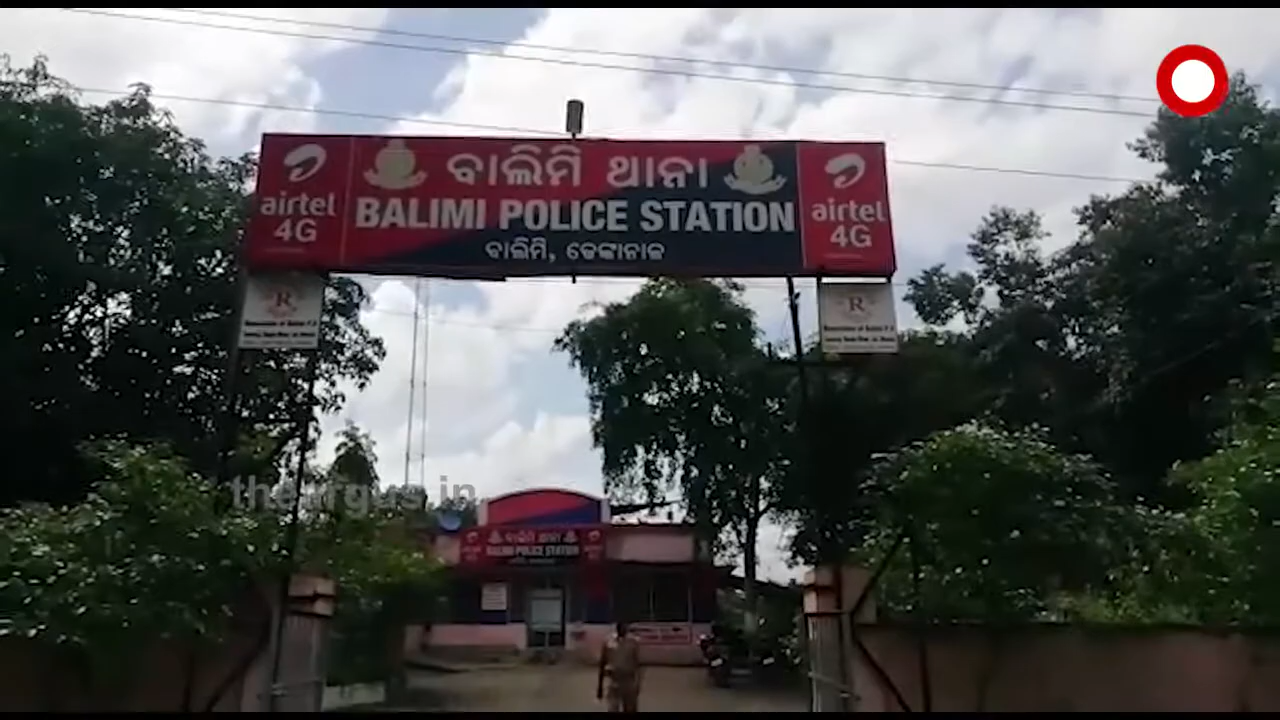 airtel
4G
ବାଲିମି ଥାନା
BALIMI POLICE STATION
ବାଲିମି, ଢେଙ୍କାନାଳ
airtel
4G
R
R
theargus.in
ବାଲିମି ଥାନା
BALIMI POLICE STATION